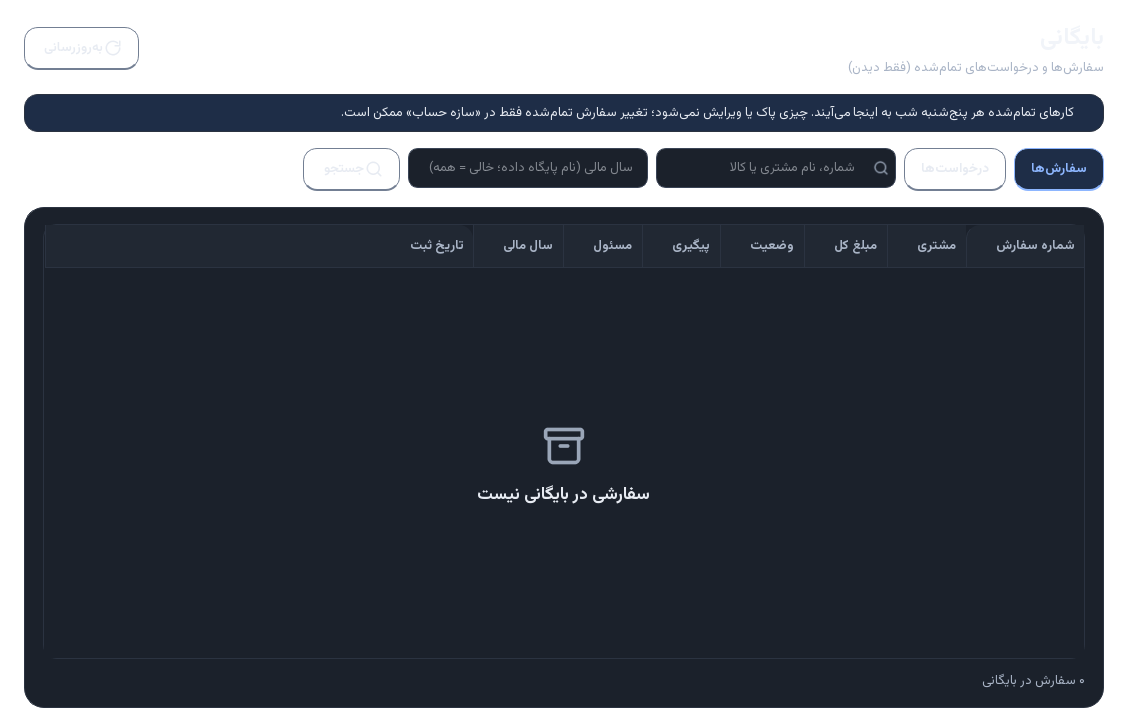 بایگانی
به‌روزرسانی
سفارش‌ها و درخواست‌های تمام‌شده (فقط دیدن)
کارهای تمام‌شده هر پنج‌شنبه شب به اینجا می‌آیند. چیزی پاک یا ویرایش نمی‌شود؛ تغییر سفارش تمام‌شده فقط در «سازه حساب» ممکن است.
سفارش‌ها درخواست‌ها شماره، نام مشتری یا کالا سال مالی (نام پایگاه داده؛ خالی = همه) جستجو
شماره سفارش مشتری مبلغ کل وضعیت پیگیری مسئول سال مالی تاریخ ثبت
سفارشی در بایگانی نیست
۰ سفارش در بایگانی